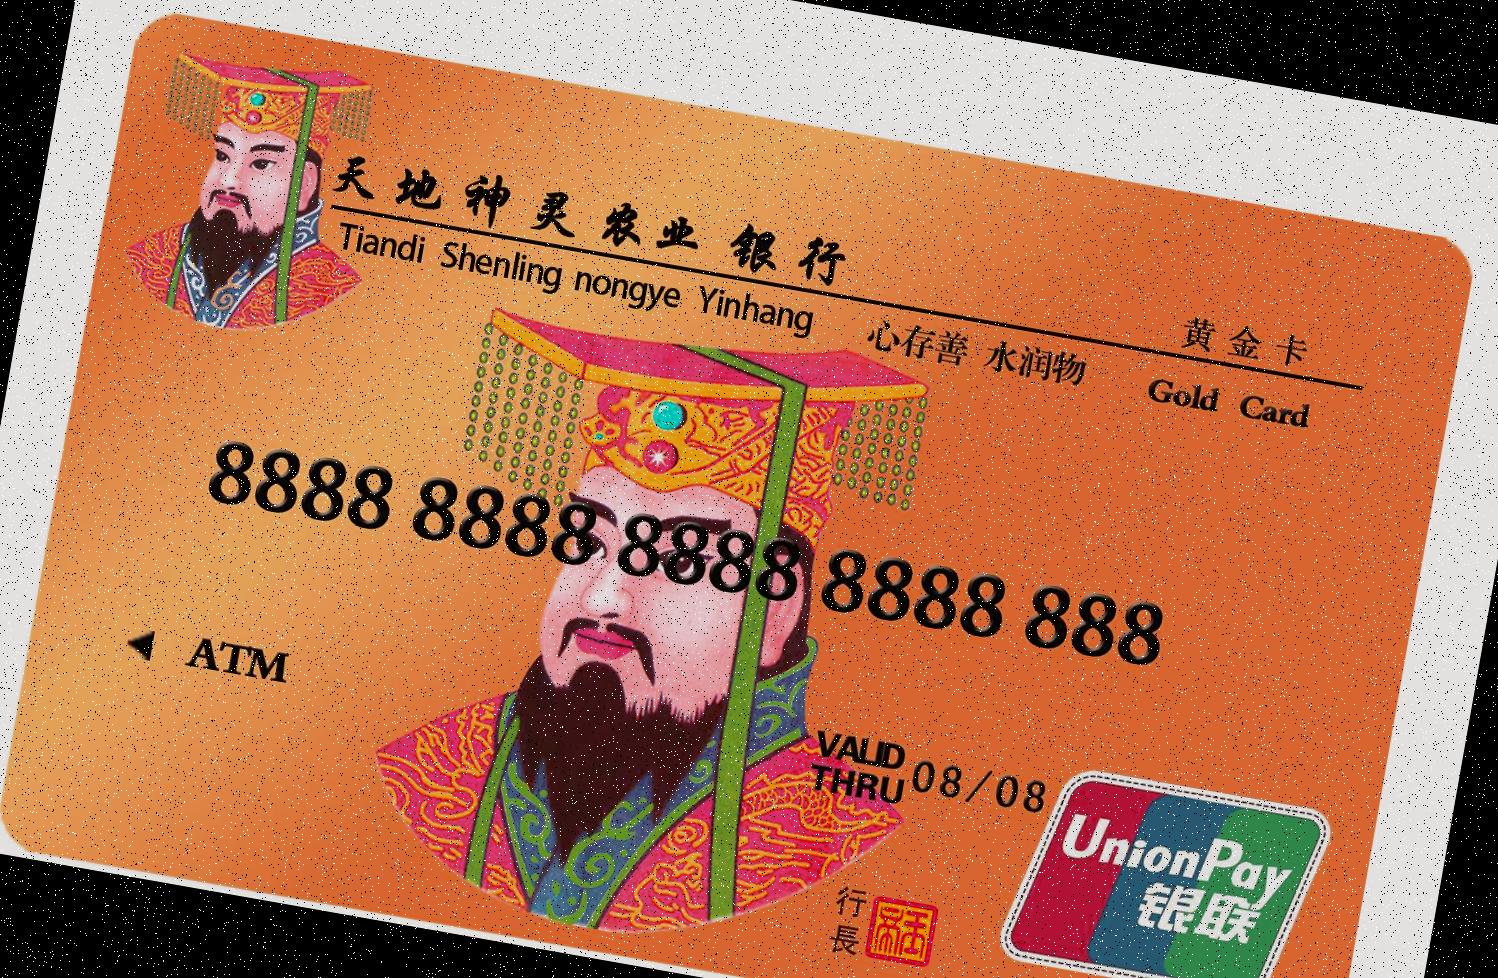 天地神灵农业银行
Tiandi Shenling nongye Yinhang
心存善 水润物
黄金卡
Gold Card
8888 8888 8888 8888 888
ATM
VALID THRU 08/08
行長
UnionPay
银联